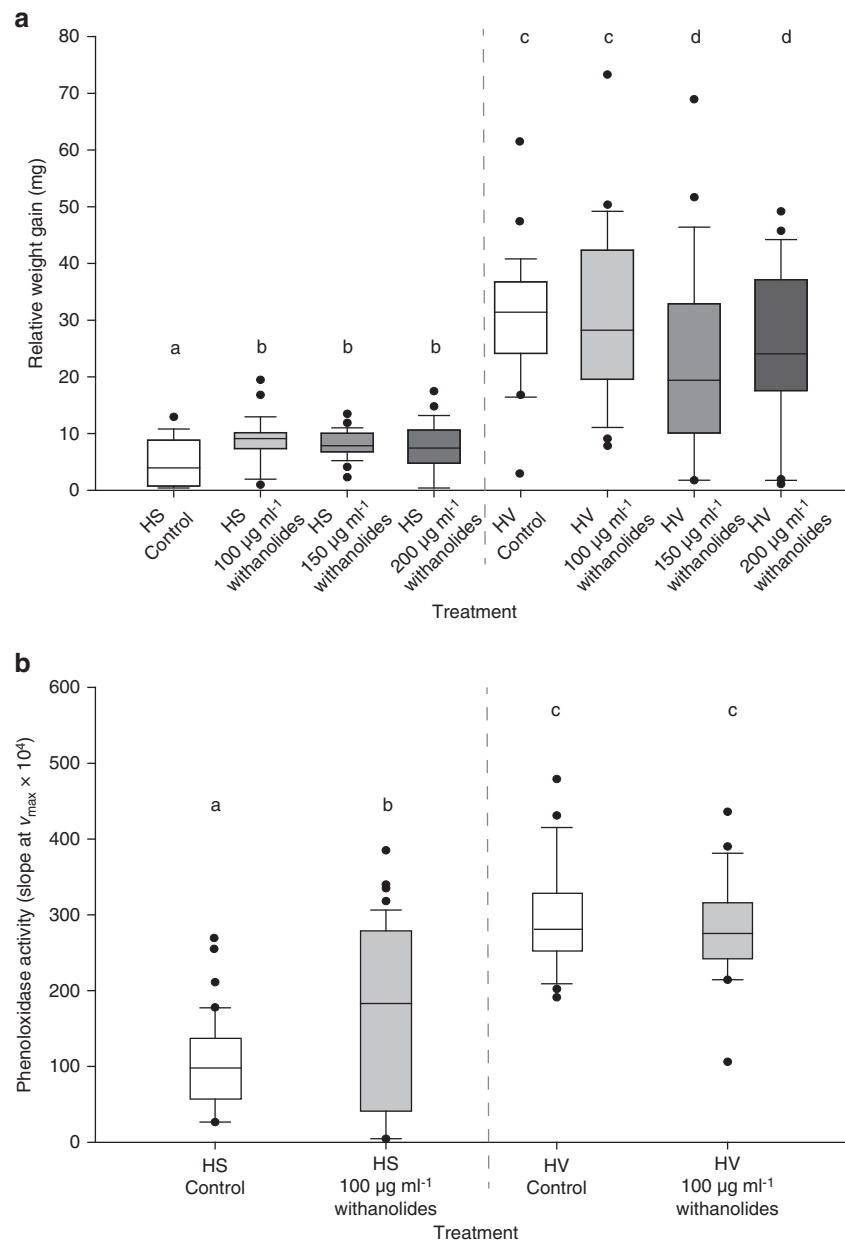 a
80
70
60
50
40
30
20
10
0
Relative weight gain (mg)
c
c
d
d
a
b
b
b
HS
Control
HS
100 µg ml⁻¹
withanolides
HS
150 µg ml⁻¹
withanolides
HS
200 µg ml⁻¹
withanolides
HV
Control
HV
100 µg ml⁻¹
withanolides
HV
150 µg ml⁻¹
withanolides
HV
200 µg ml⁻¹
withanolides
Treatment
b
600
500
400
300
200
100
0
Phenoloxidase activity (slope at vmax × 10⁴)
a
b
c
c
HS
Control
HS
100 µg ml⁻¹
withanolides
HV
Control
HV
100 µg ml⁻¹
withanolides
Treatment